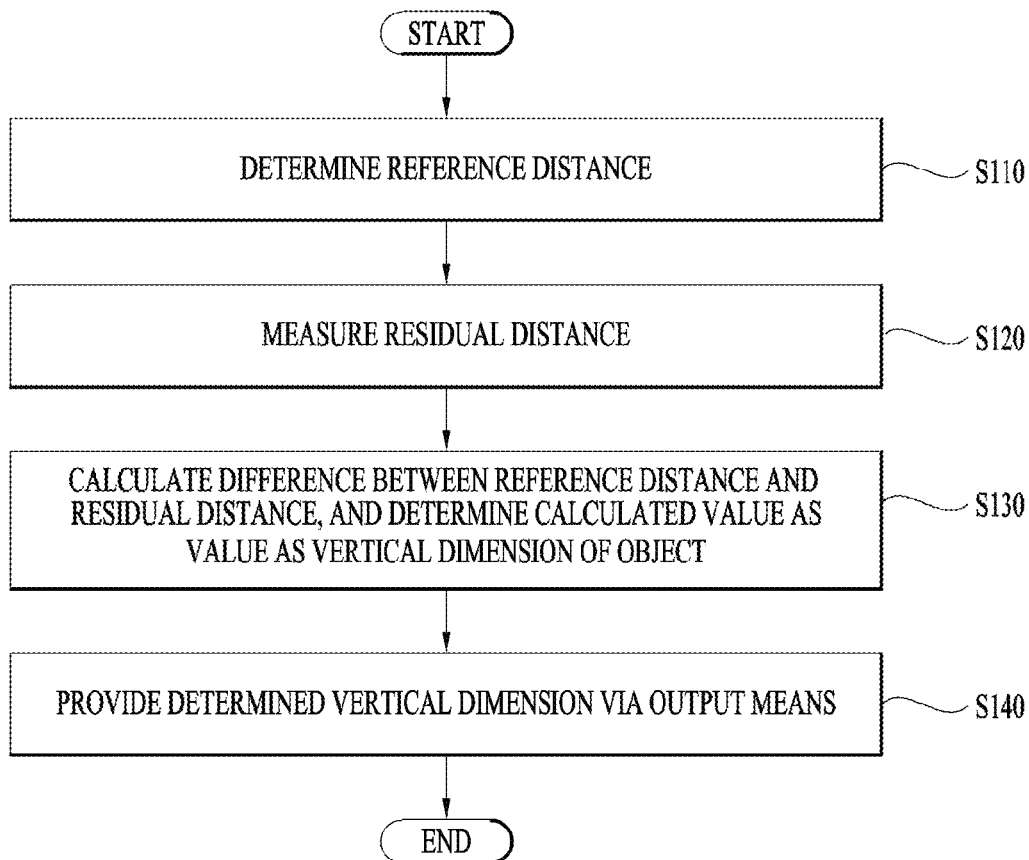 START
DETERMINE REFERENCE DISTANCE
S110
MEASURE RESIDUAL DISTANCE
S120
CALCULATE DIFFERENCE BETWEEN REFERENCE DISTANCE AND
RESIDUAL DISTANCE, AND DETERMINE CALCULATED VALUE AS
VALUE AS VERTICAL DIMENSION OF OBJECT
S130
PROVIDE DETERMINED VERTICAL DIMENSION VIA OUTPUT MEANS
S140
END